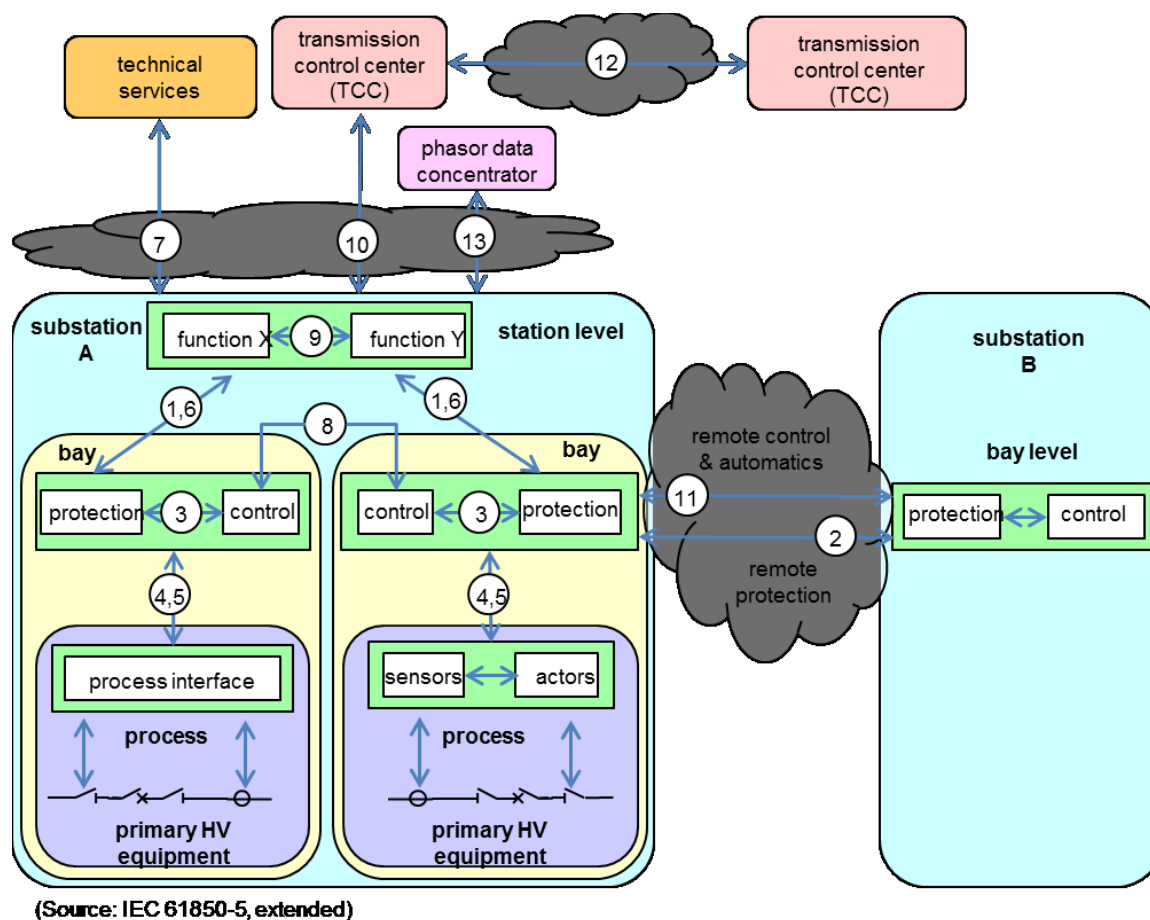 technical
services
transmission
control center
(TCC)
12
transmission
control center
(TCC)
phasor data
concentrator
7
10
13
substation
A
function X
9
function Y
station level
substation
B
1,6
1,6
8
bay
bay
remote control
& automatics
bay level
protection
3
control
control
3
protection
11
protection
control
2
remote
protection
4,5
4,5
process interface
sensors
actors
process
process
primary HV
equipment
primary HV
equipment
(Source: IEC 61850-5, extended)